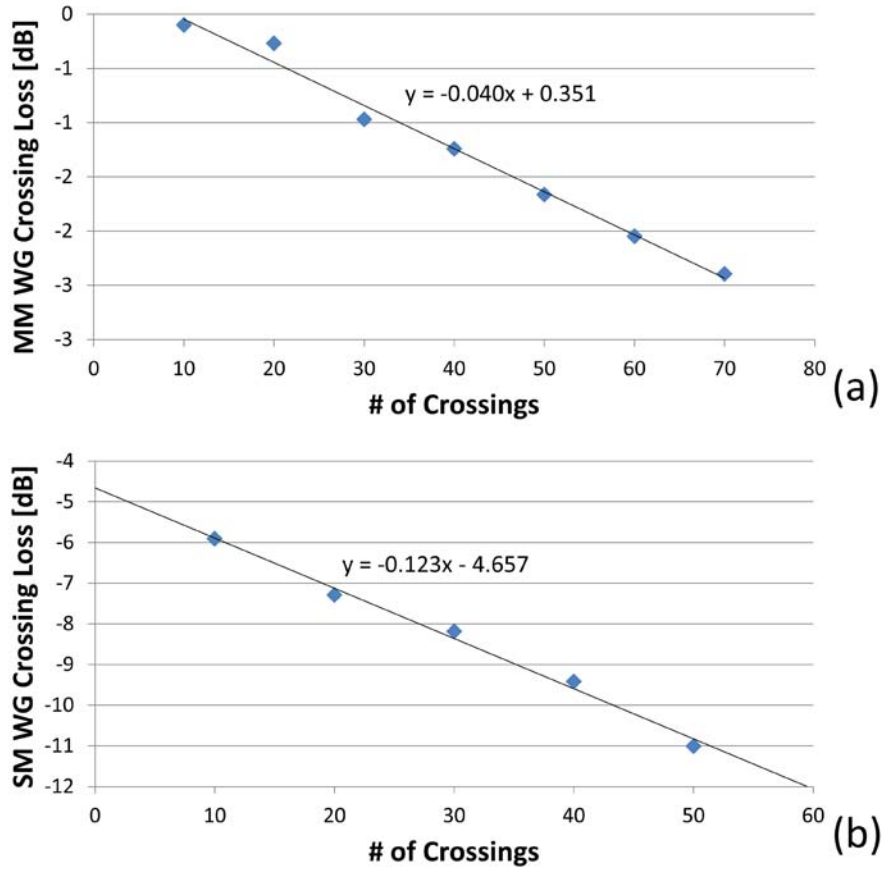 MM WG Crossing Loss [dB]
0
-1
-1
-2
-2
-3
-3
y = -0.040x + 0.351
0 10 20 30 40 50 60 70 80
# of Crossings
(a)
SM WG Crossing Loss [dB]
-4
-5
-6
-7
-8
-9
-10
-11
-12
y = -0.123x - 4.657
0 10 20 30 40 50 60
# of Crossings
(b)